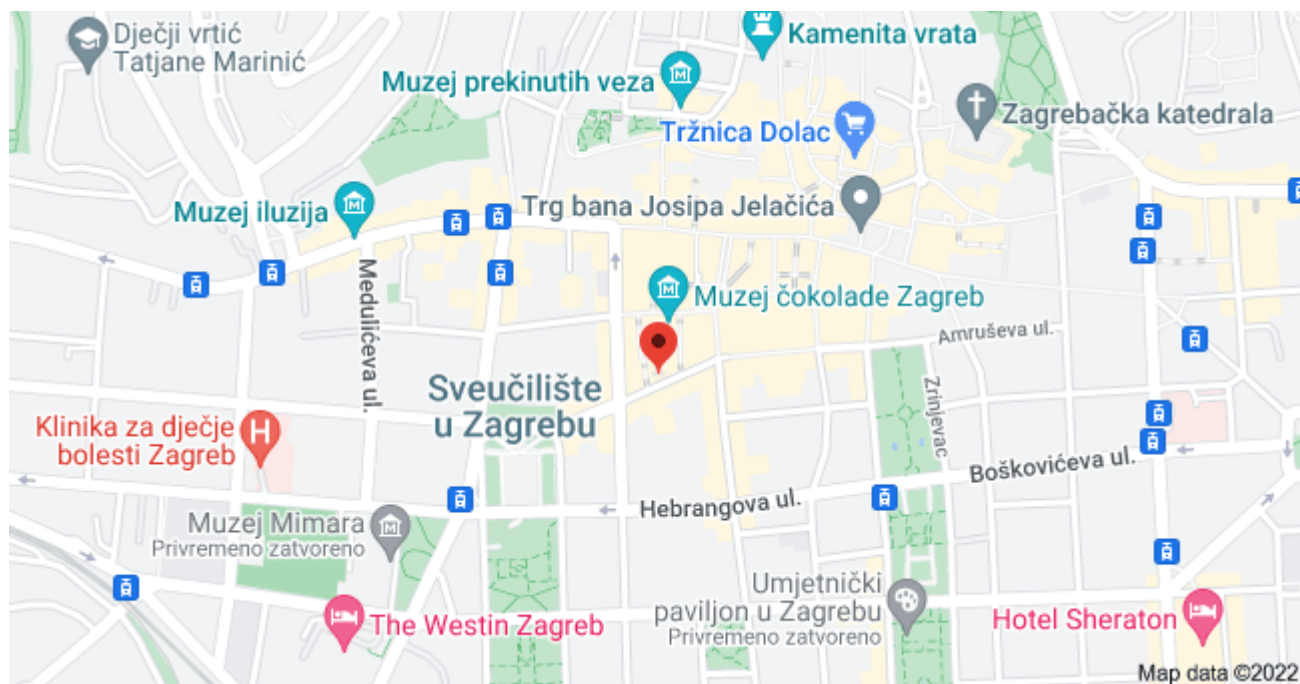 Dječji vrtić
Tatjane Marinić
Kamenita vrata
Muzej prekinutih veza
Zagrebačka katedrala
Tržnica Dolac
Muzej iluzija
Trg bana Josipa Jelačića
Medulićeva ul.
Muzej čokolade Zagreb
Amruševa ul.
Sveučilište
u Zagrebu
Zrinjevac
Klinika za dječje
bolesti Zagreb
H
Boškovićeva ul.
Hebrangova ul.
Muzej Mimara
Privremeno zatvoreno
Umjetnički
paviljon u Zagrebu
Privremeno zatvoreno
The Westin Zagreb
Hotel Sheraton
Map data ©2022